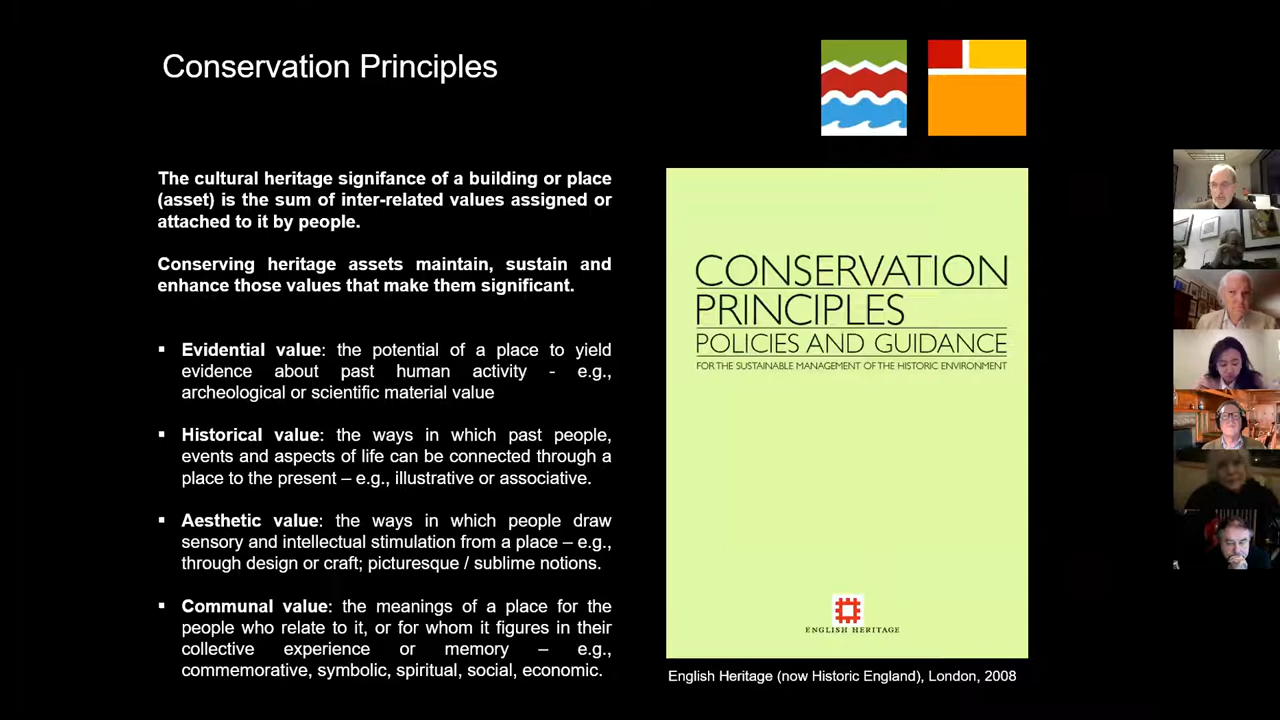 Conservation Principles
The cultural heritage signifance of a building or place
(asset) is the sum of inter-related values assigned or
attached to it by people.
Conserving heritage assets maintain, sustain and
enhance those values that make them significant.
▪ Evidential value: the potential of a place to yield
evidence about past human activity - e.g.,
archeological or scientific material value
▪ Historical value: the ways in which past people,
events and aspects of life can be connected through a
place to the present – e.g., illustrative or associative.
▪ Aesthetic value: the ways in which people draw
sensory and intellectual stimulation from a place – e.g.,
through design or craft; picturesque / sublime notions.
▪ Communal value: the meanings of a place for the
people who relate to it, or for whom it figures in their
collective experience or memory – e.g.,
commemorative, symbolic, spiritual, social, economic.
CONSERVATION
PRINCIPLES
POLICIES AND GUIDANCE
FOR THE SUSTAINABLE MANAGEMENT OF THE HISTORIC ENVIRONMENT
ENGLISH HERITAGE
English Heritage (now Historic England), London, 2008